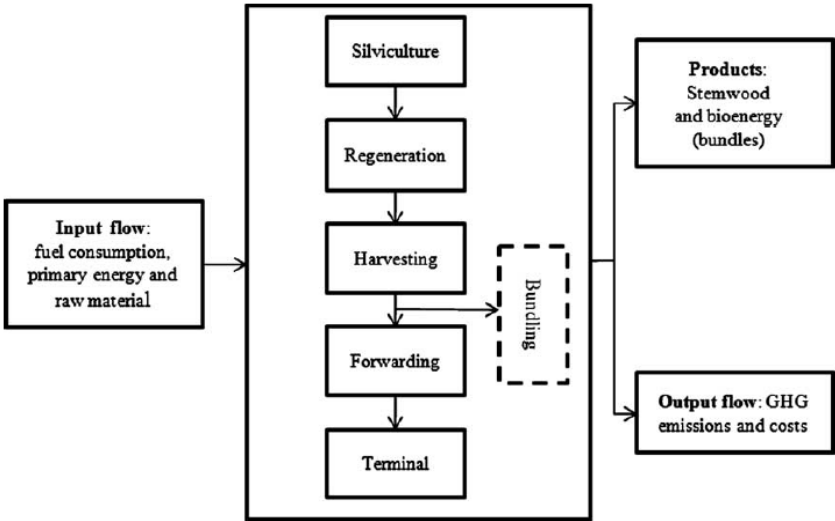 Input flow:
fuel consumption,
primary energy and
raw material
Silviculture
Regeneration
Harvesting
Bundling
Forwarding
Terminal
Products:
Stemwood
and bioenergy
(bundles)
Output flow: GHG
emissions and costs